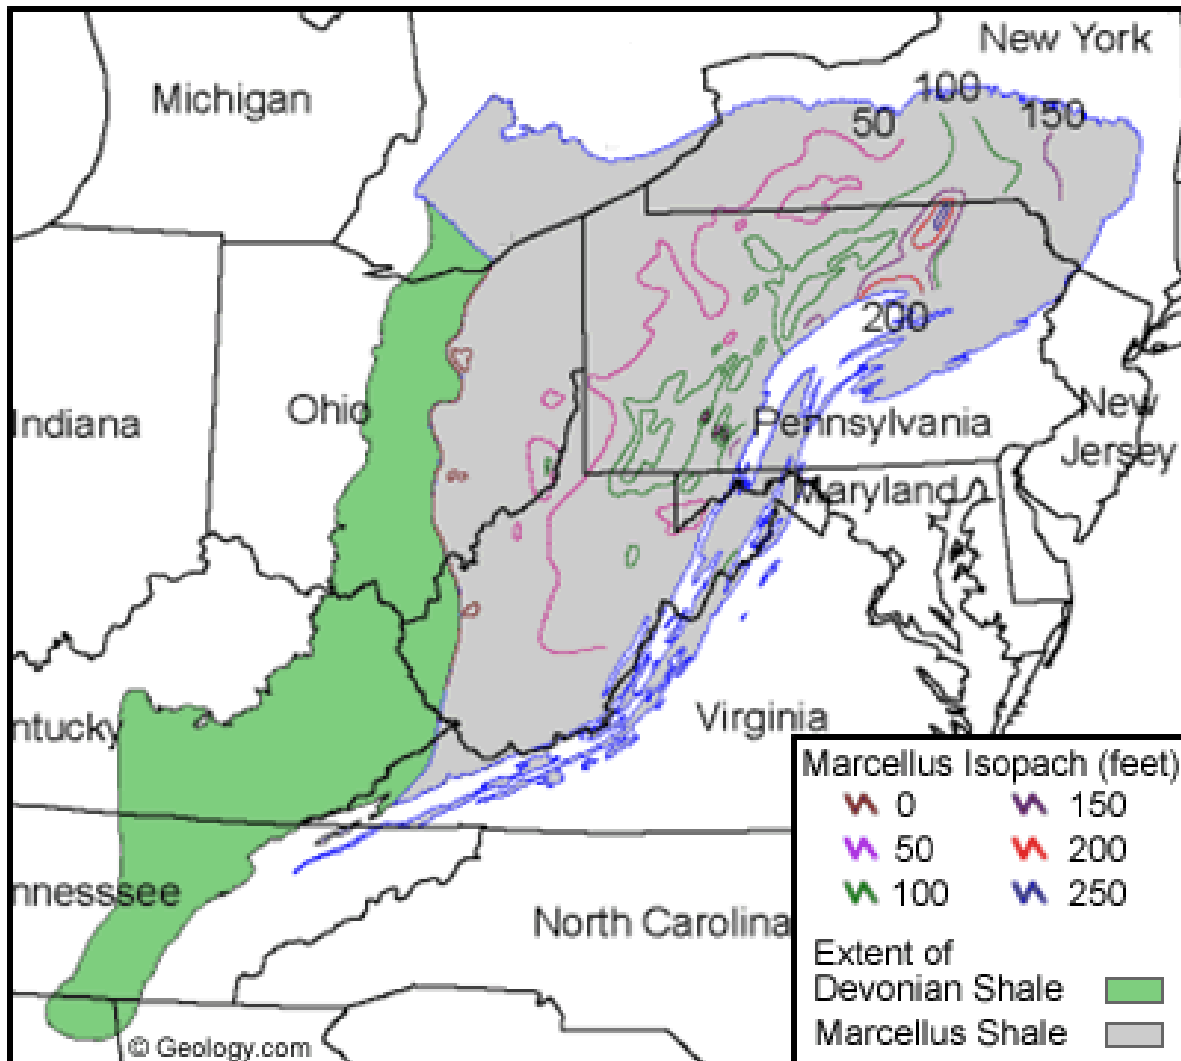 New York
Michigan
100
50
150
200
Ohio
Indiana
Pennsylvania
New
Jersey
Maryland
Virginia
ntucky
nnesssee
North Carolina
Marcellus Isopach (feet)
0
150
50
200
100
250
Extent of
Devonian Shale
Marcellus Shale
© Geology.com